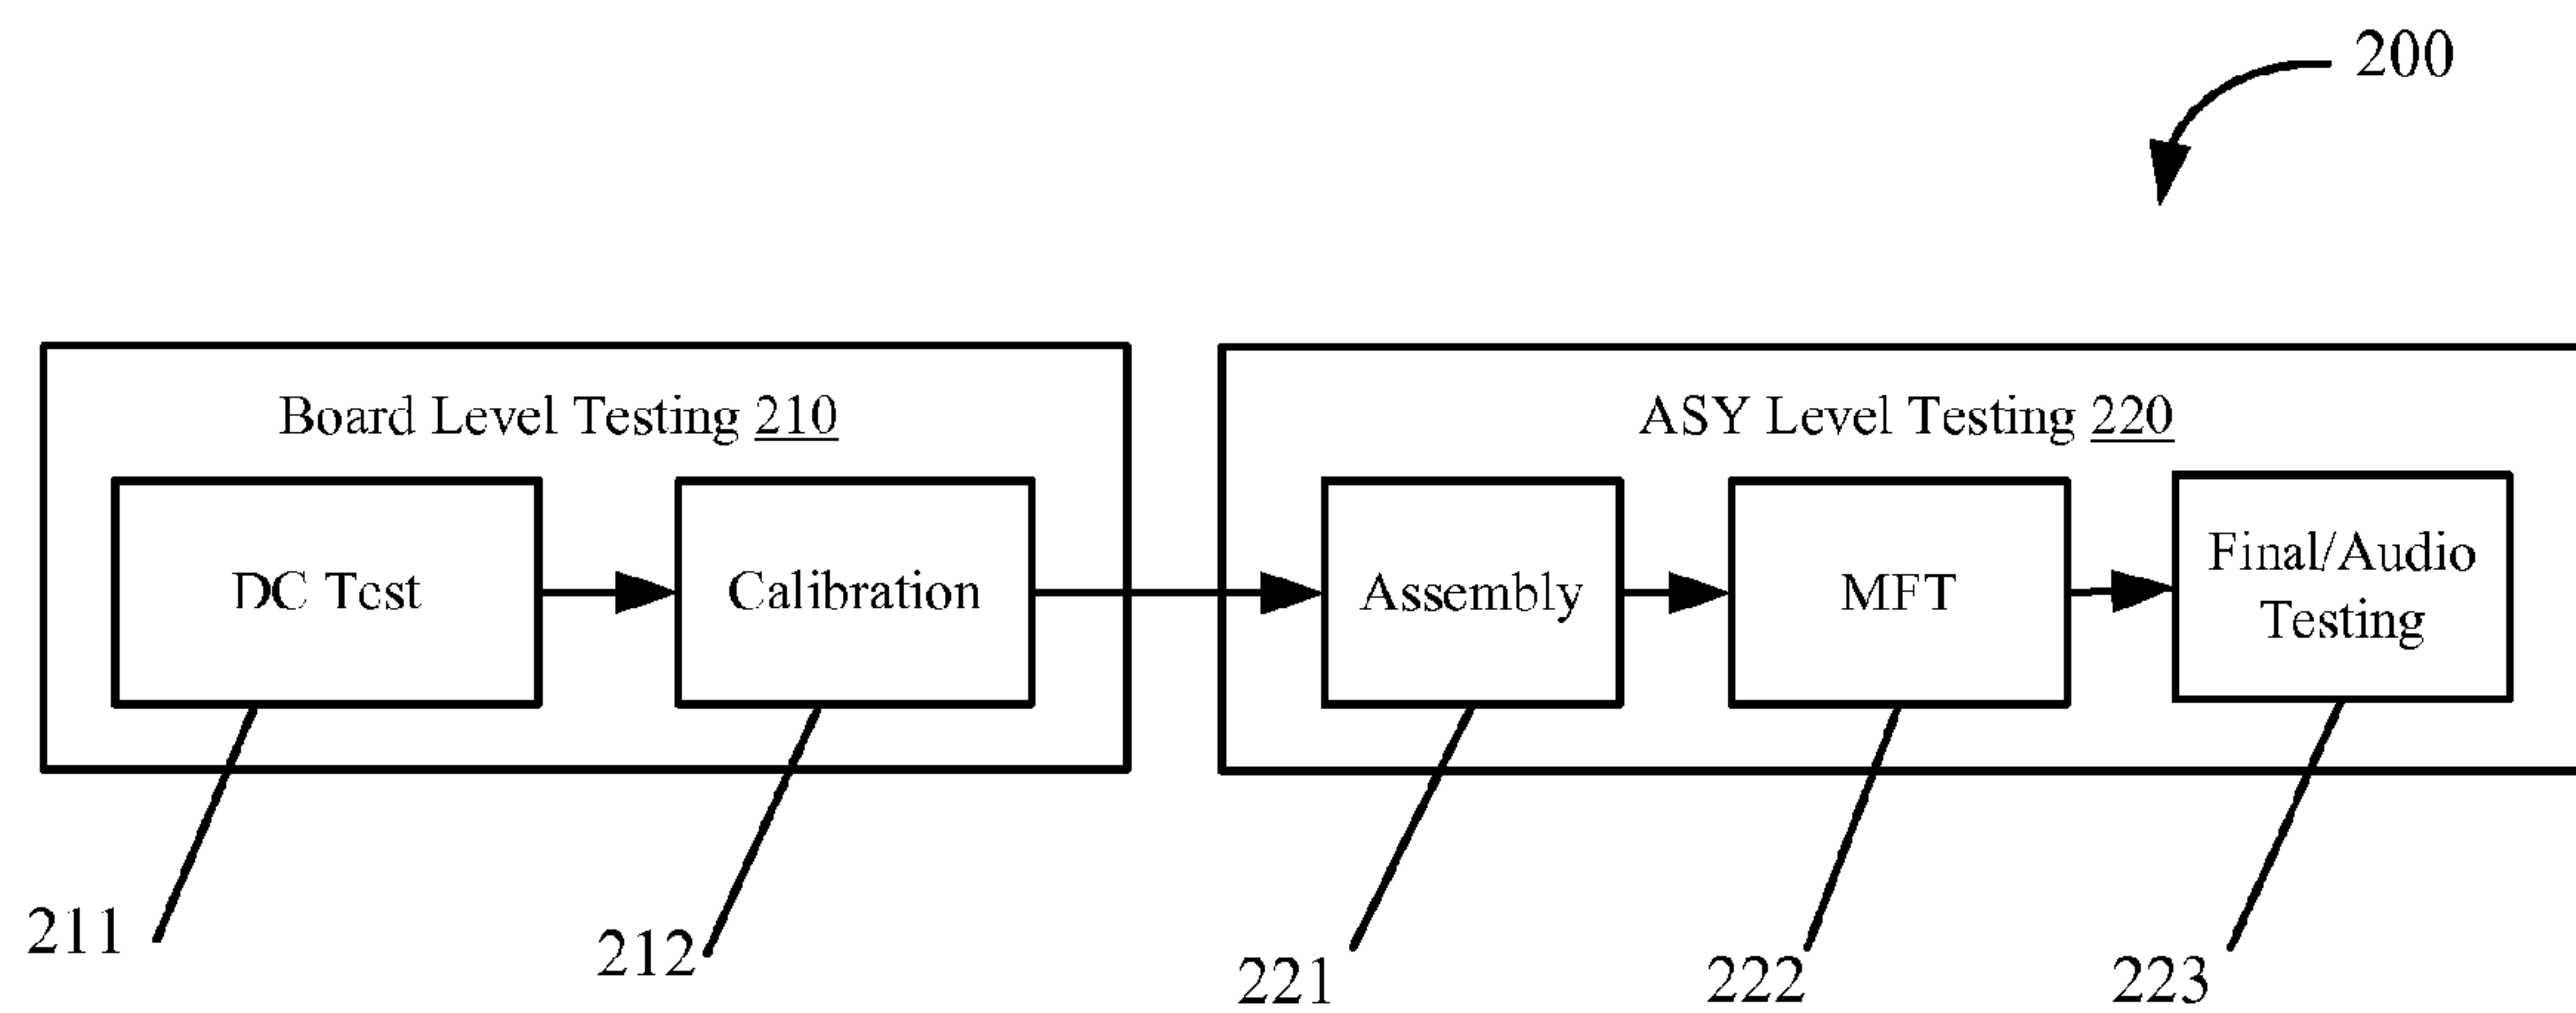 200
Board Level Testing 210
ASY Level Testing 220
DC Test
Calibration
Assembly
MFT
Final/Audio
Testing
211
212
221
222
223